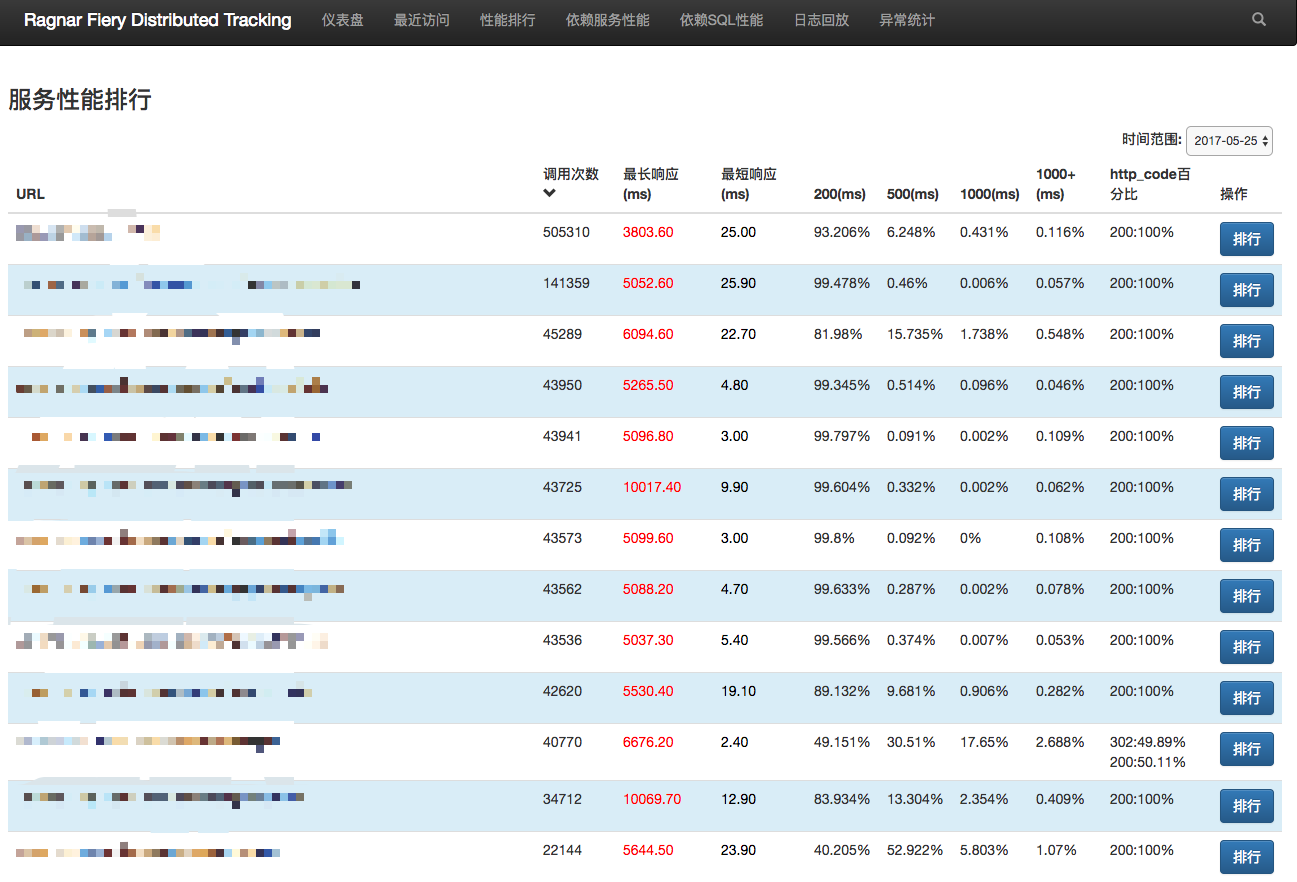 Ragnar Fiery Distributed Tracking 仪表盘 最近访问 性能排行 依赖服务性能 依赖SQL性能 日志回放 异常统计
服务性能排行
时间范围: 2017-05-25
URL 调用次数 最长响应(ms) 最短响应(ms) 200(ms) 500(ms) 1000(ms) 1000+(ms) http_code百分比 操作
505310 3803.60 25.00 93.206% 6.248% 0.431% 0.116% 200:100% 排行
141359 5052.60 25.90 99.478% 0.46% 0.006% 0.057% 200:100% 排行
45289 6094.60 22.70 81.98% 15.735% 1.738% 0.548% 200:100% 排行
43950 5265.50 4.80 99.345% 0.514% 0.096% 0.046% 200:100% 排行
43941 5096.80 3.00 99.797% 0.091% 0.002% 0.109% 200:100% 排行
43725 10017.40 9.90 99.604% 0.332% 0.002% 0.062% 200:100% 排行
43573 5099.60 3.00 99.8% 0.092% 0% 0.108% 200:100% 排行
43562 5088.20 4.70 99.633% 0.287% 0.002% 0.078% 200:100% 排行
43536 5037.30 5.40 99.566% 0.374% 0.007% 0.053% 200:100% 排行
42620 5530.40 19.10 89.132% 9.681% 0.906% 0.282% 200:100% 排行
40770 6676.20 2.40 49.151% 30.51% 17.65% 2.688% 302:49.89% 200:50.11% 排行
34712 10069.70 12.90 83.934% 13.304% 2.354% 0.409% 200:100% 排行
22144 5644.50 23.90 40.205% 52.922% 5.803% 1.07% 200:100% 排行